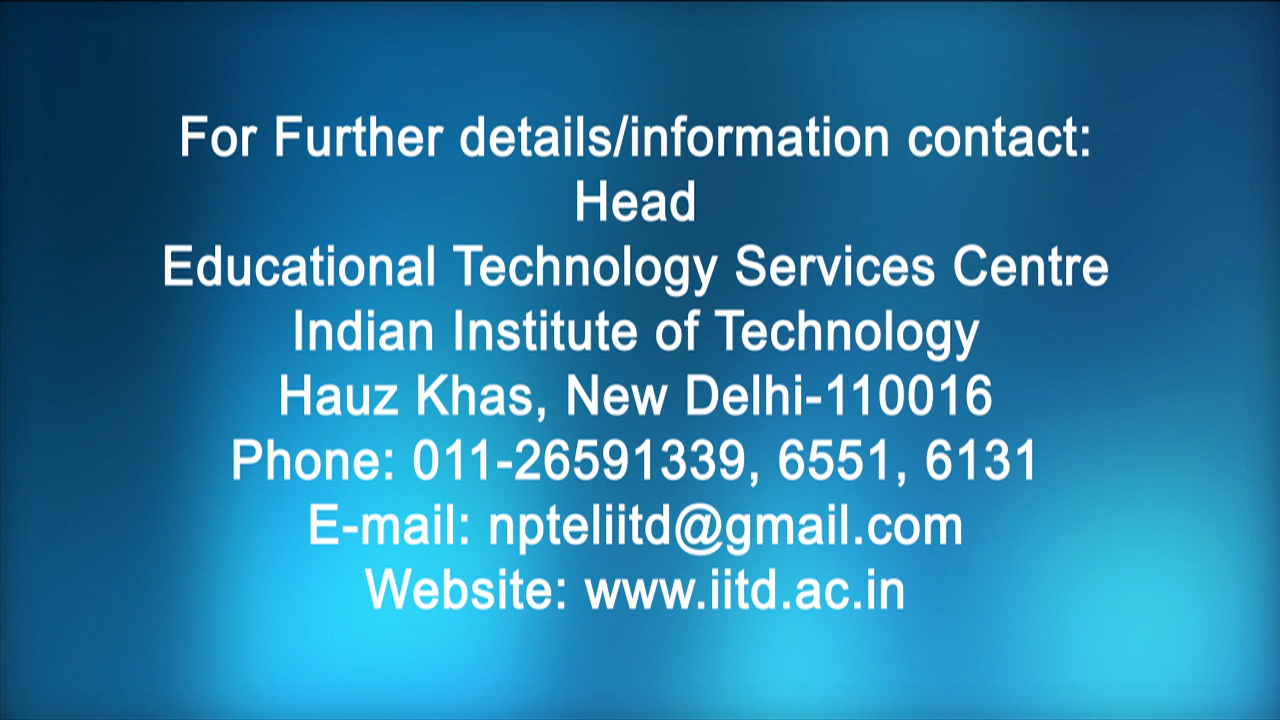 For Further details/information contact:
Head
Educational Technology Services Centre
Indian Institute of Technology
Hauz Khas, New Delhi-110016
Phone: 011-26591339, 6551, 6131
E-mail: npteliitd@gmail.com
Website: www.iitd.ac.in